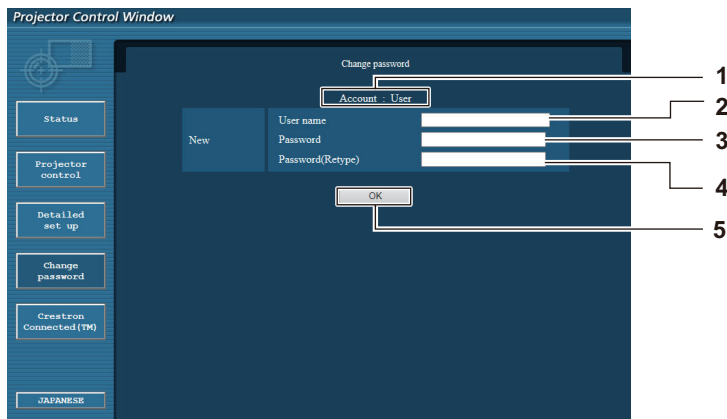 Projector Control Window
Change password
Account : User
New
User name
Password
Password(Retype)
OK
Status
Projector
control
Detailed
set up
Change
password
Crestron
Connected(TM)
JAPANESE
1
2
3
4
5